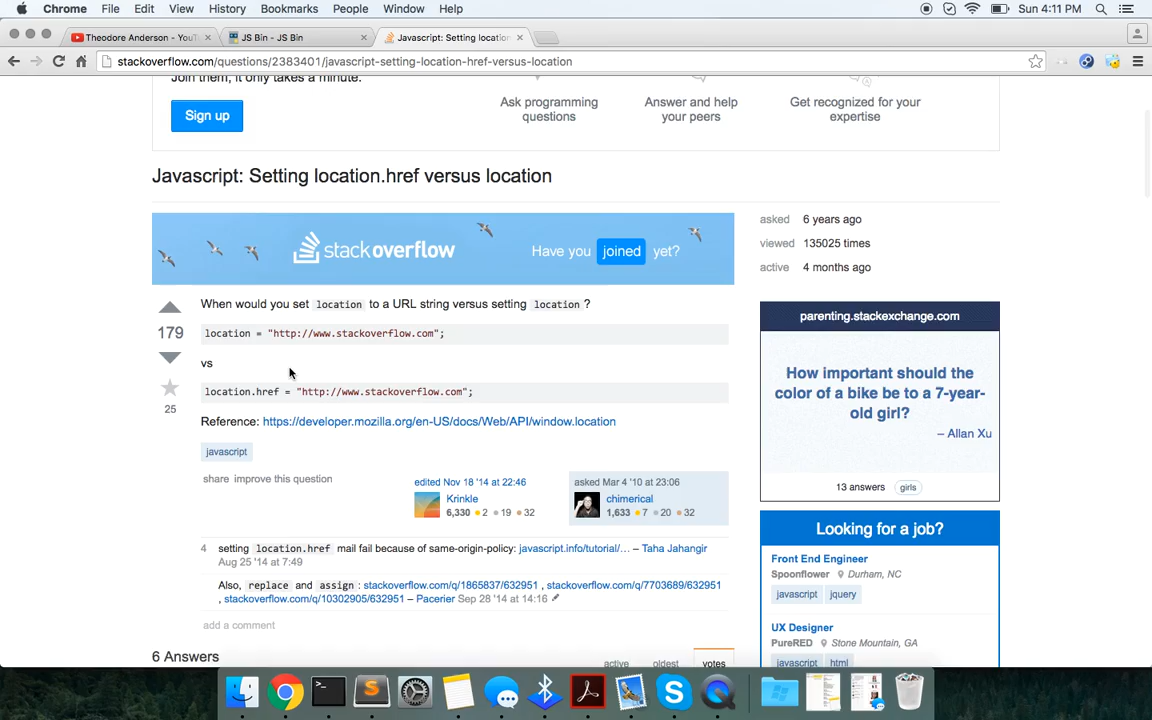 Chrome File Edit View History Bookmarks People Window Help Sun 4:11 PM
Theodore Anderson - You JS Bin - JS Bin Javascript: Setting location
stackoverflow.com/questions/2383401/javascript-setting-location-href-versus-location
Join them, it only takes a minute:
Sign up
Ask programming questions
Answer and help your peers
Get recognized for your expertise
Javascript: Setting location.href versus location
stackoverflow Have you joined yet?
asked 6 years ago
viewed 135025 times
active 4 months ago
When would you set location to a URL string versus setting location ?
179
location = "http://www.stackoverflow.com";
vs
location.href = "http://www.stackoverflow.com";
25
Reference: https://developer.mozilla.org/en-US/docs/Web/API/window.location
javascript
share improve this question
edited Nov 18 '14 at 22:46
Krinkle
6,330 2 19 32
asked Mar 4 '10 at 23:06
chimerical
1,633 7 20 32
4 setting location.href mail fail because of same-origin-policy: javascript.info/tutorial/... – Taha Jahangir
Aug 25 '14 at 7:49
Also, replace and assign : stackoverflow.com/q/1865837/632951 , stackoverflow.com/q/7703689/632951
, stackoverflow.com/q/10302905/632951 – Pacerier Sep 28 '14 at 14:16
add a comment
6 Answers
active oldest votes
parenting.stackexchange.com
How important should the
color of a bike be to a 7-year-
old girl?
– Allan Xu
13 answers girls
Looking for a job?
Front End Engineer
Spoonflower Durham, NC
javascript jquery
UX Designer
PureRED Stone Mountain, GA
javascript html